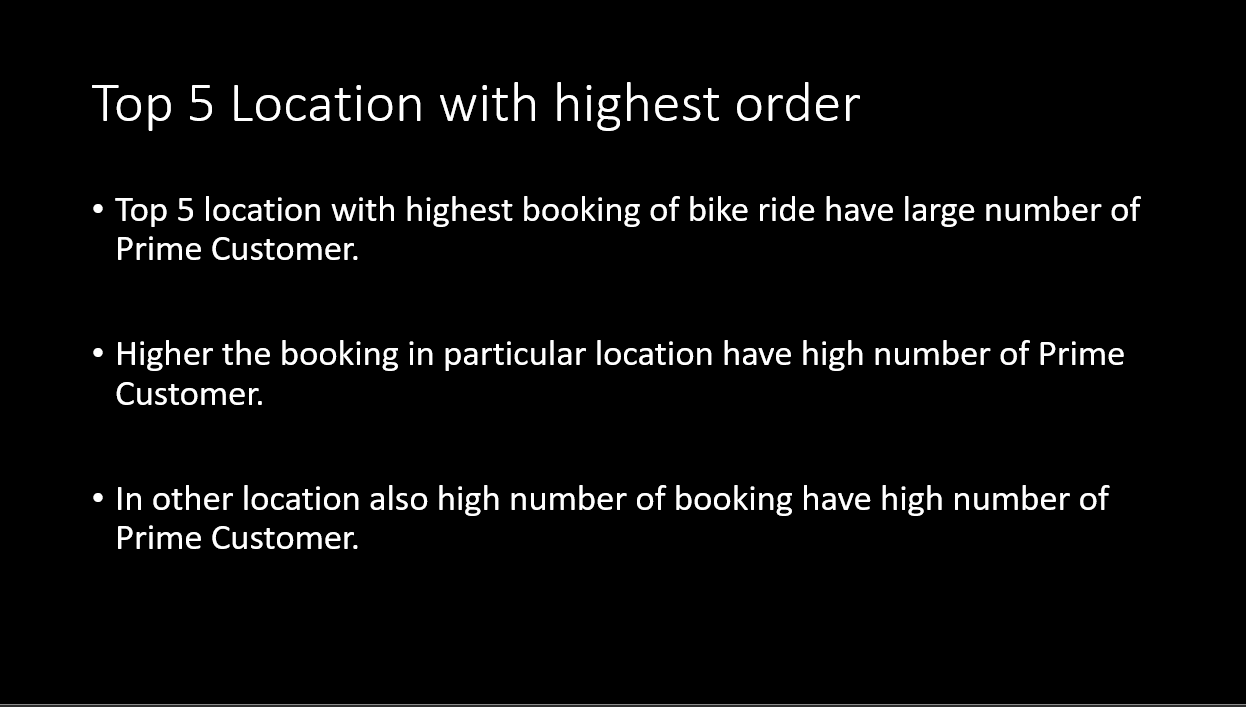 Top 5 Location with highest order
• Top 5 location with highest booking of bike ride have large number of
Prime Customer.
• Higher the booking in particular location have high number of Prime
Customer.
• In other location also high number of booking have high number of
Prime Customer.